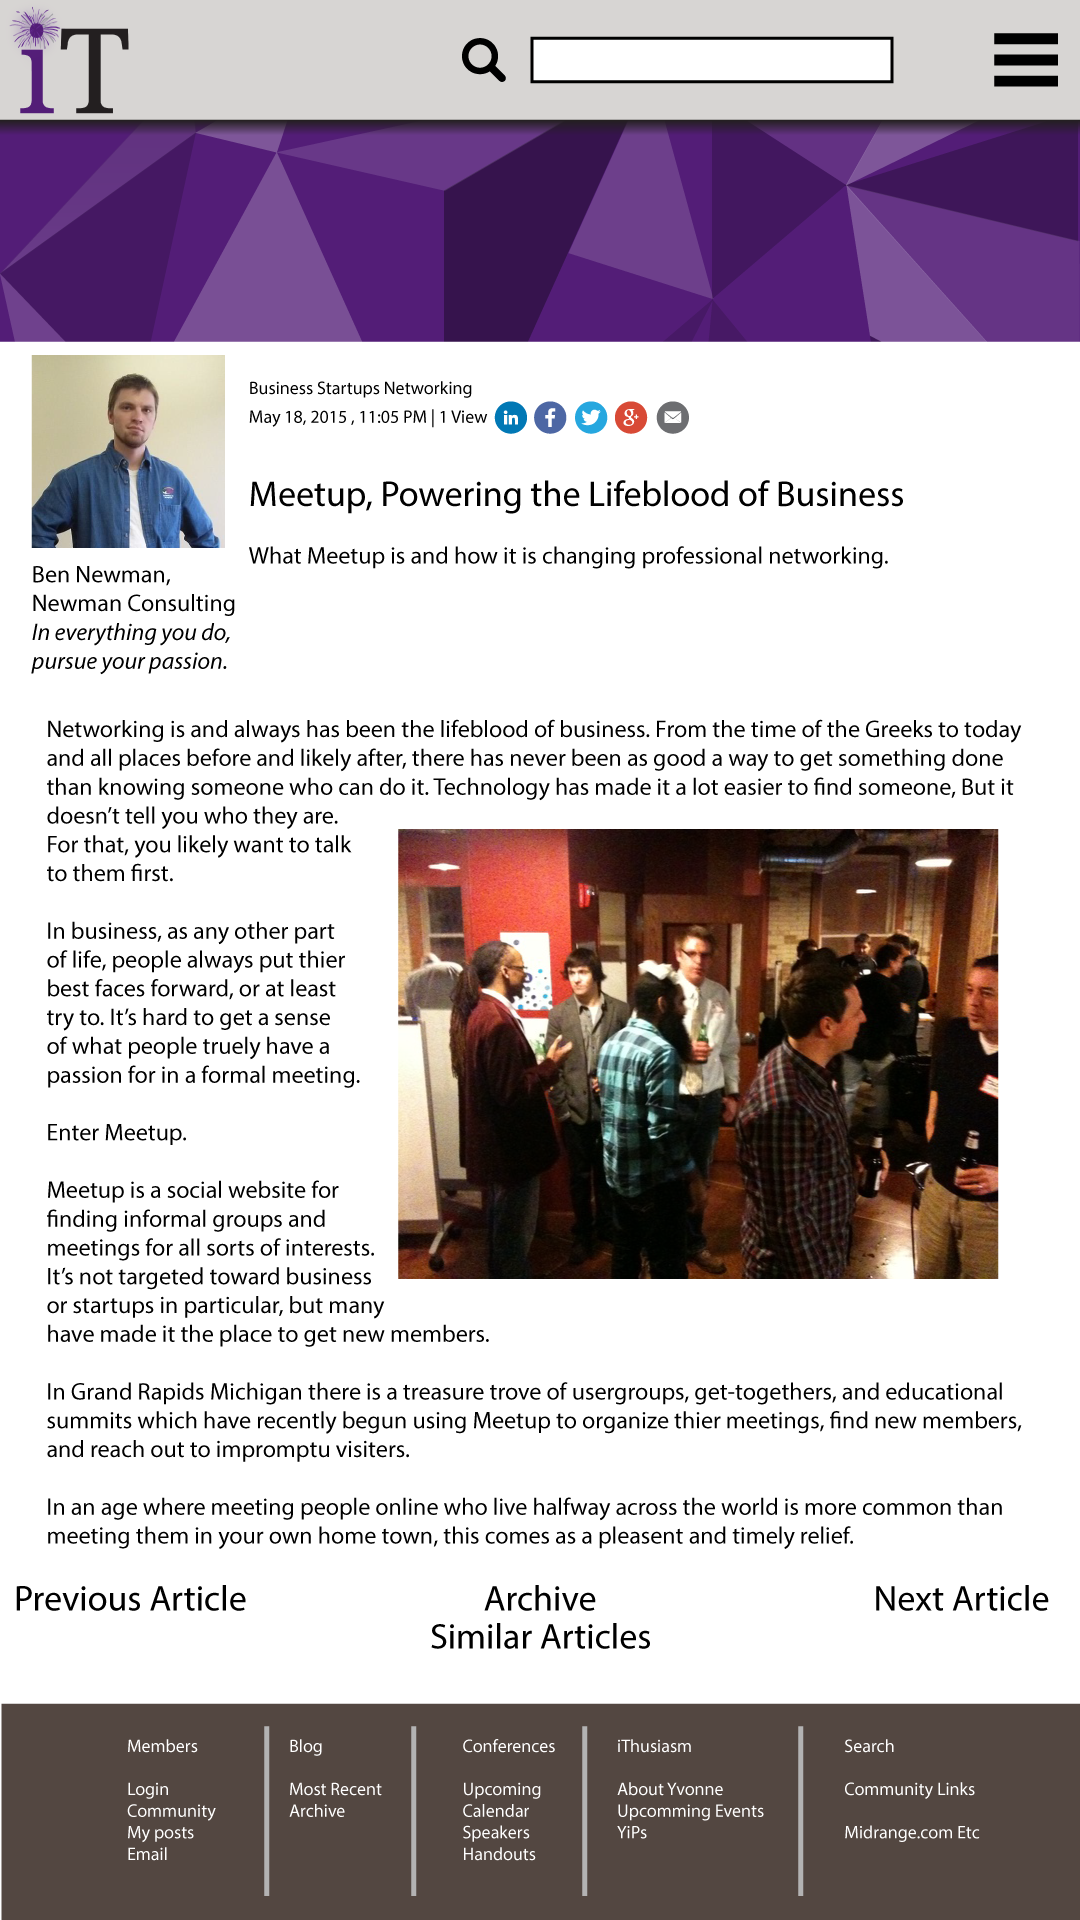 iT
Business Startups Networking
May 18, 2015 , 11:05 PM | 1 View
in f g+
Meetup, Powering the Lifeblood of Business
What Meetup is and how it is changing professional networking.
Ben Newman,
Newman Consulting
In everything you do,
pursue your passion.
Networking is and always has been the lifeblood of business. From the time of the Greeks to today
and all places before and likely after, there has never been as good a way to get something done
than knowing someone who can do it. Technology has made it a lot easier to find someone, But it
doesn’t tell you who they are.
For that, you likely want to talk
to them first.
In business, as any other part
of life, people always put thier
best faces forward, or at least
try to. It’s hard to get a sense
of what people truely have a
passion for in a formal meeting.
Enter Meetup.
Meetup is a social website for
finding informal groups and
meetings for all sorts of interests.
It’s not targeted toward business
or startups in particular, but many
have made it the place to get new members.
In Grand Rapids Michigan there is a treasure trove of usergroups, get-togethers, and educational
summits which have recently begun using Meetup to organize thier meetings, find new members,
and reach out to impromptu visiters.
In an age where meeting people online who live halfway across the world is more common than
meeting them in your own home town, this comes as a pleasent and timely relief.
Previous Article
Archive
Next Article
Similar Articles
Members
Login
Community
My posts
Email
Blog
Most Recent
Archive
Conferences
Upcoming
Calendar
Speakers
Handouts
iThusiasm
About Yvonne
Upcomming Events
YiPs
Search
Community Links
Midrange.com Etc